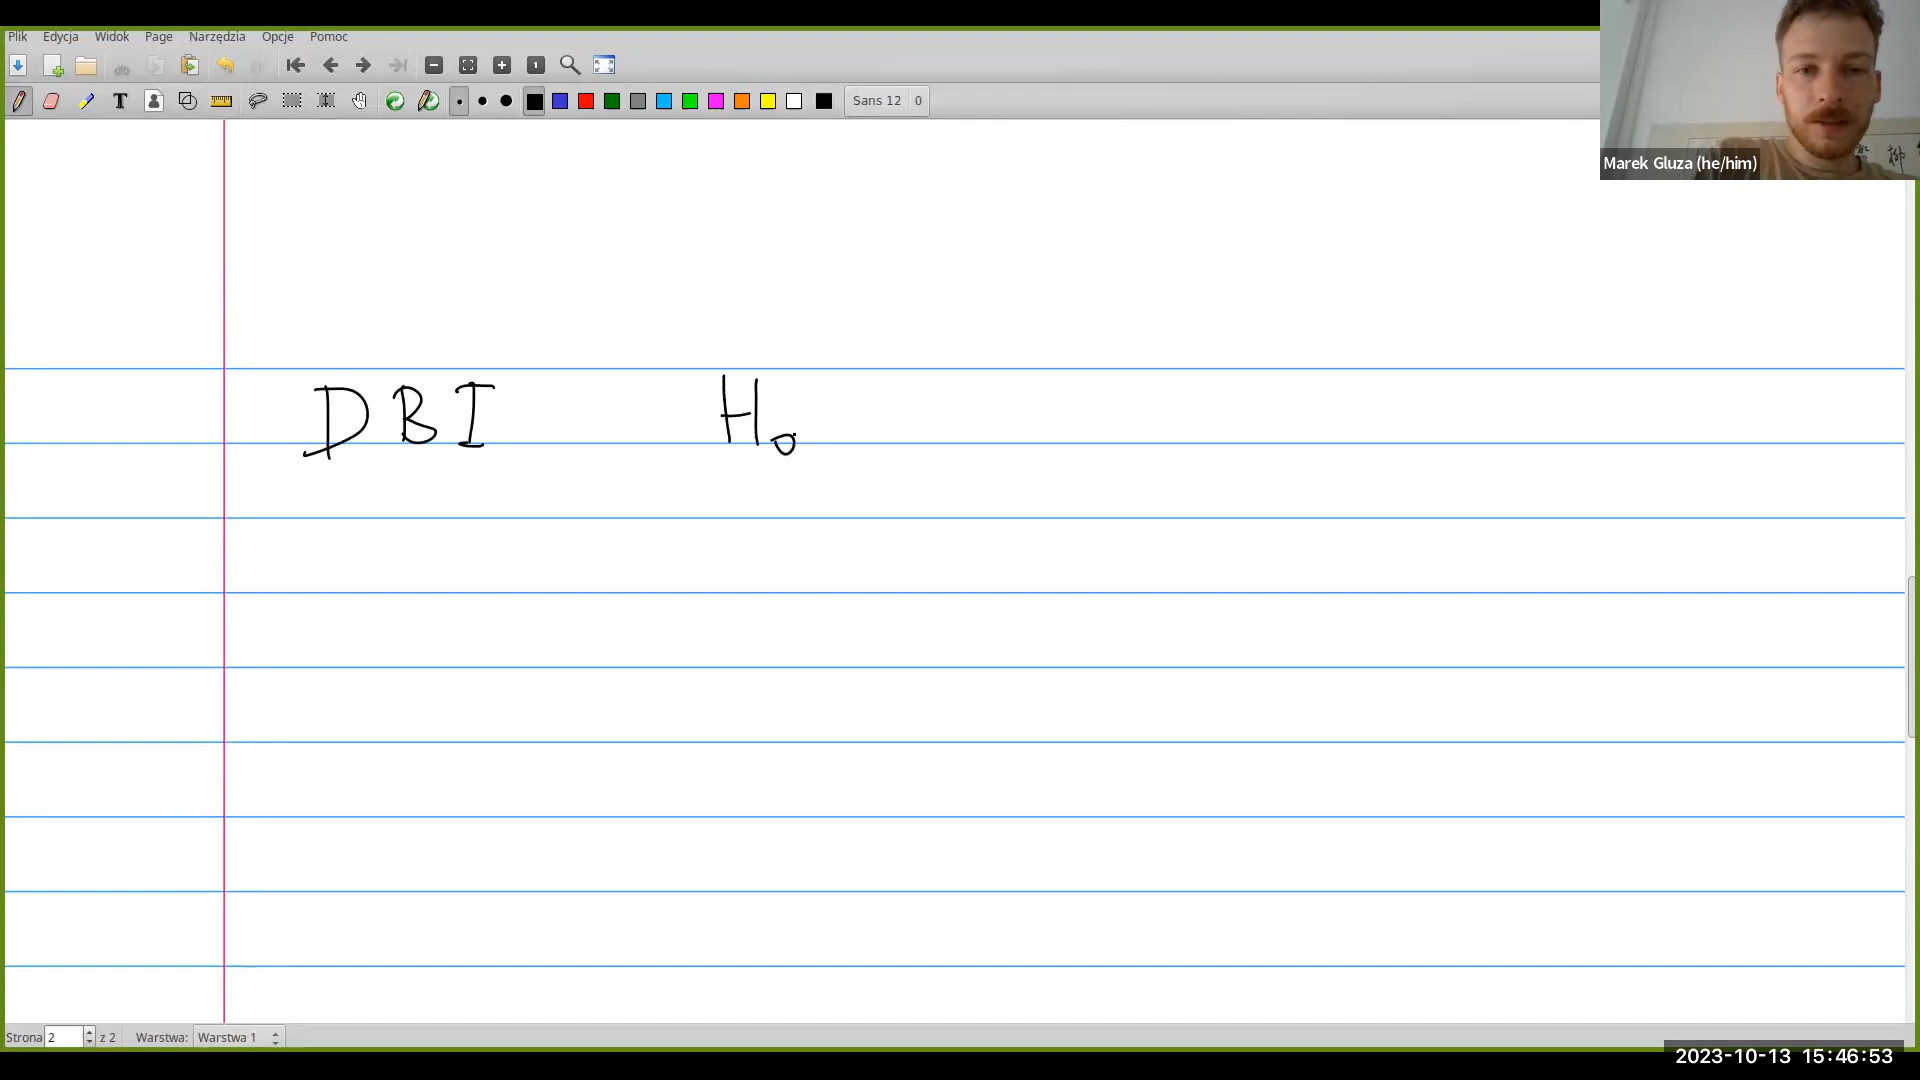 Plik Edycja Widok Page Narzędzia Opcje Pomoc
Sans 12 0
Marek Gluza (he/him)
DBI H₀
Strona 2 z 2 Warstwa: Warstwa 1
2023-10-13 15:46:53